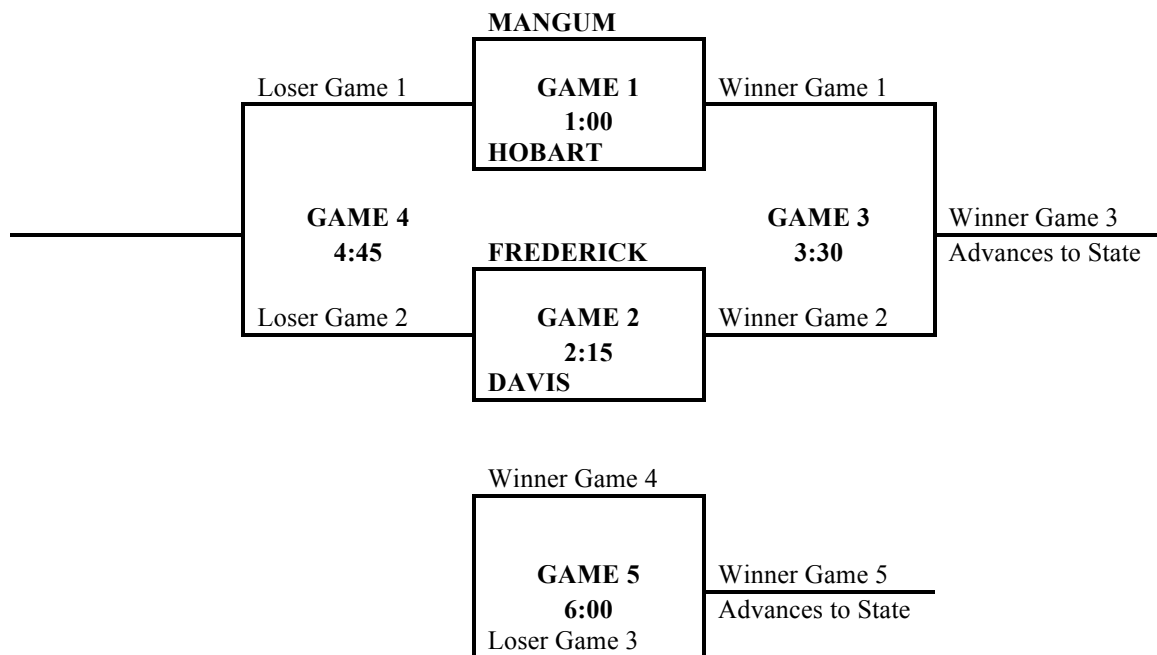 MANGUM
Loser Game 1
GAME 1
Winner Game 1
1:00
HOBART
GAME 4
GAME 3
Winner Game 3
4:45
FREDERICK
3:30
Advances to State
Loser Game 2
GAME 2
Winner Game 2
2:15
DAVIS
Winner Game 4
GAME 5
Winner Game 5
6:00
Advances to State
Loser Game 3